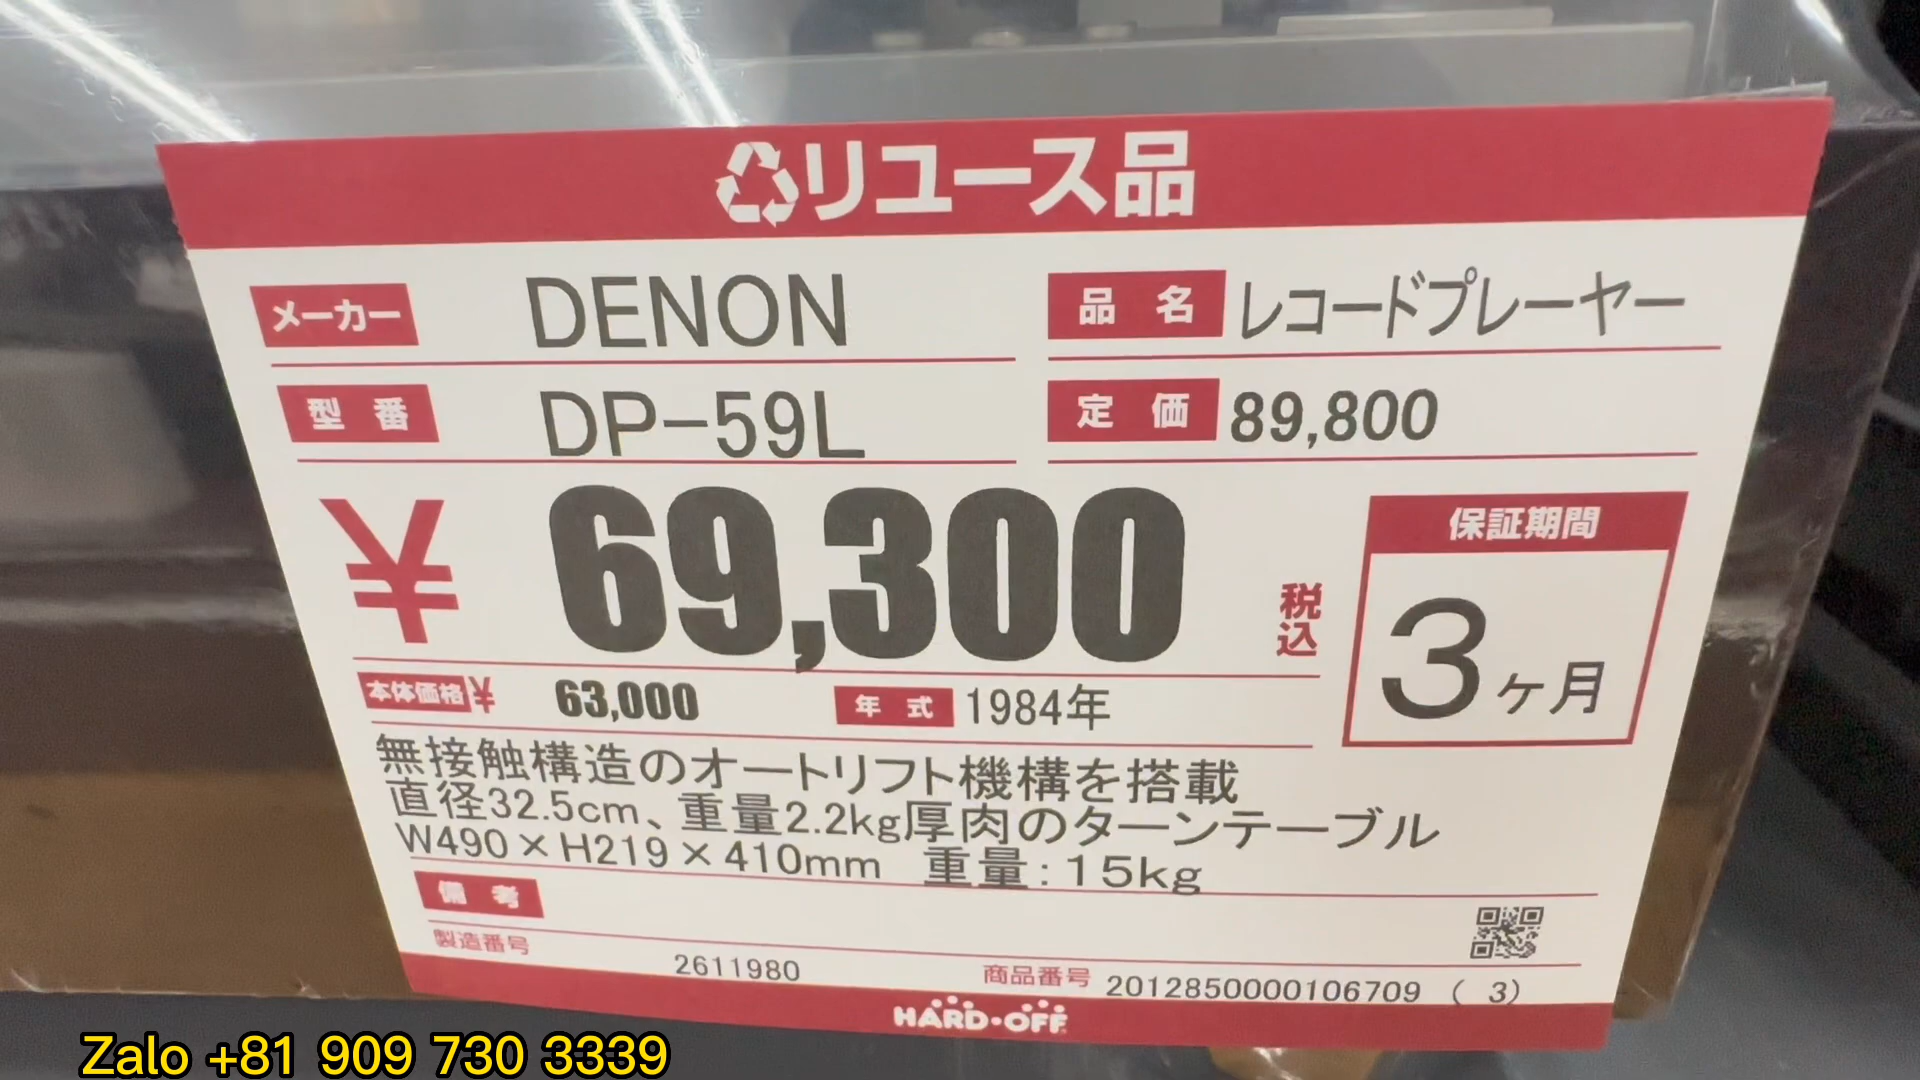 リユース品
メーカー DENON 品名 レコードプレーヤー
型番 DP-59L 定価 89,800
¥ 69,300 税込 保証期間 3ヶ月
本体価格¥ 63,000 年式 1984年
無接触構造のオートリフト機構を搭載
直径32.5cm、重量2.2kg厚肉のターンテーブル
W490×H219×410mm 重量:15kg
備考
製造番号 2611980 商品番号 2012850000106709 ( 3)
HARD・OFF
Zalo +81 909 730 3339